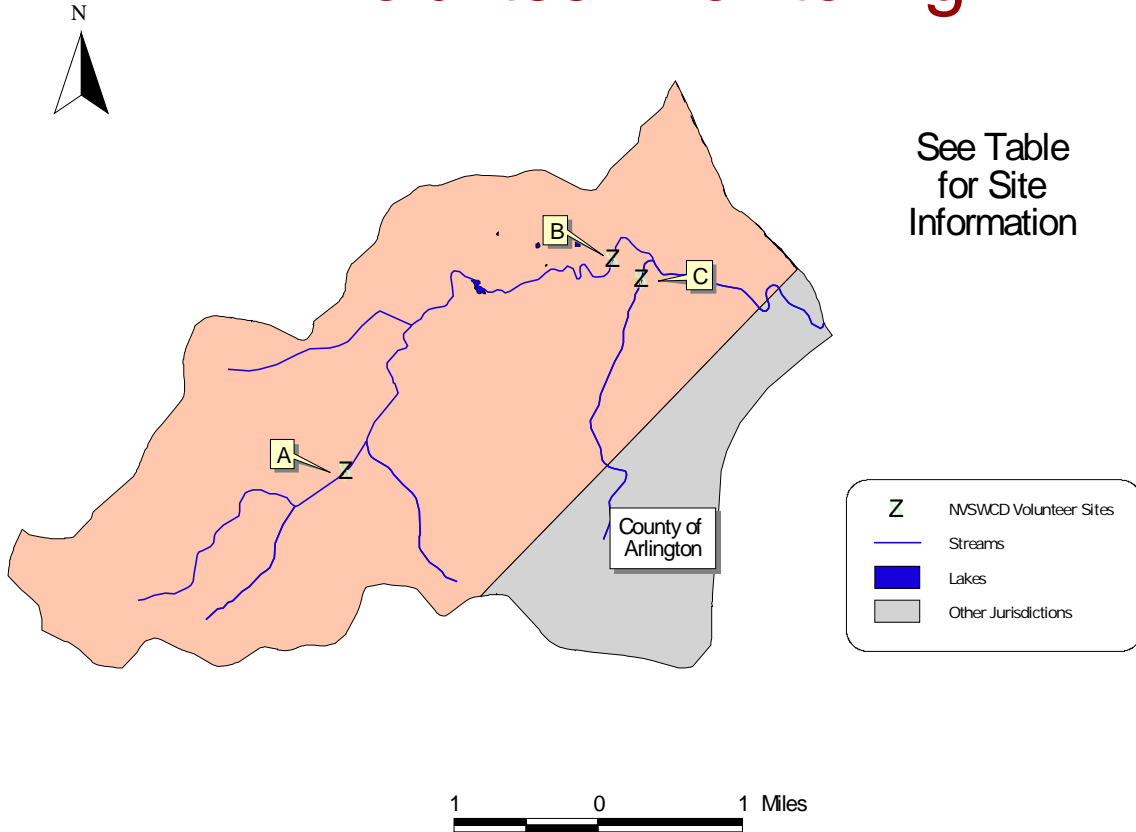 N
See Table
for Site
Information
B
Z
Z
C
A
Z
County of
Arlington
Z NVSWCD Volunteer Sites
Streams
Lakes
Other Jurisdictions
1 0 1 Miles